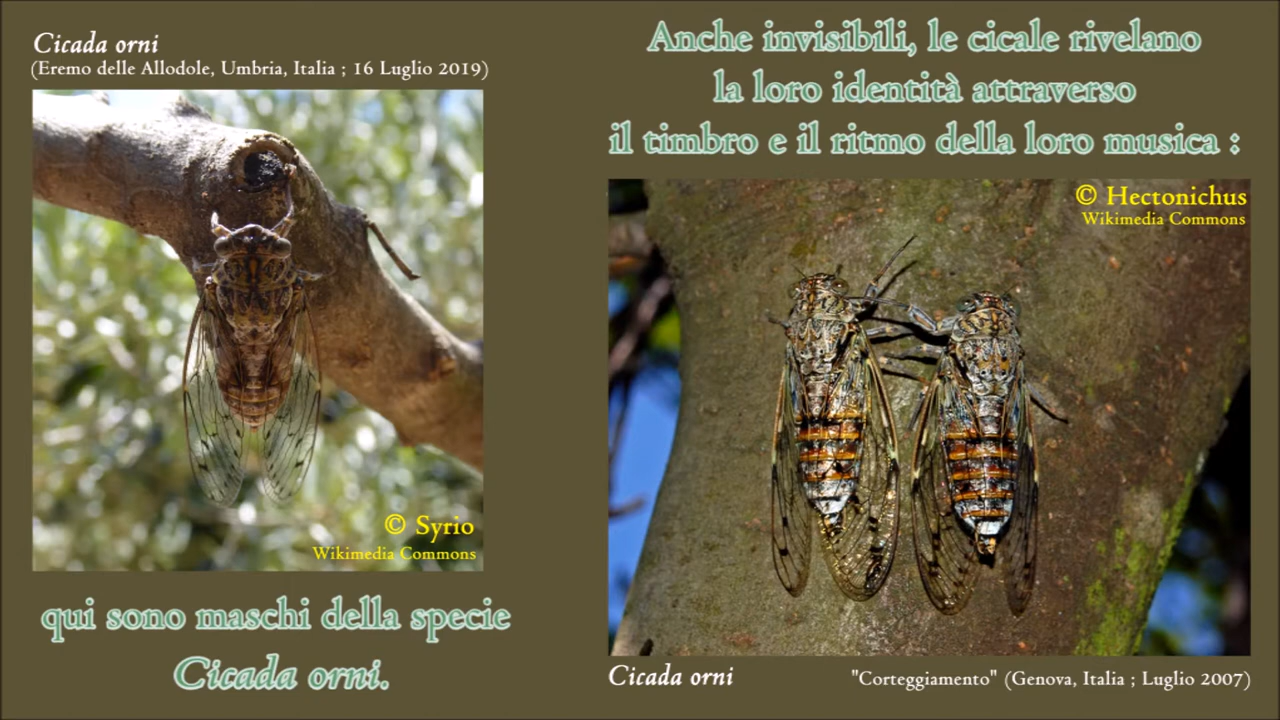 Cicada orni
(Eremo delle Allodole, Umbria, Italia ; 16 Luglio 2019)
© Syrio
Wikimedia Commons
Anche invisibili, le cicale rivelano
la loro identità attraverso
il timbro e il ritmo della loro musica :
© Hectonichus
Wikimedia Commons
Cicada orni
"Corteggiamento" (Genova, Italia ; Luglio 2007)
qui sono maschi della specie
Cicada orni.